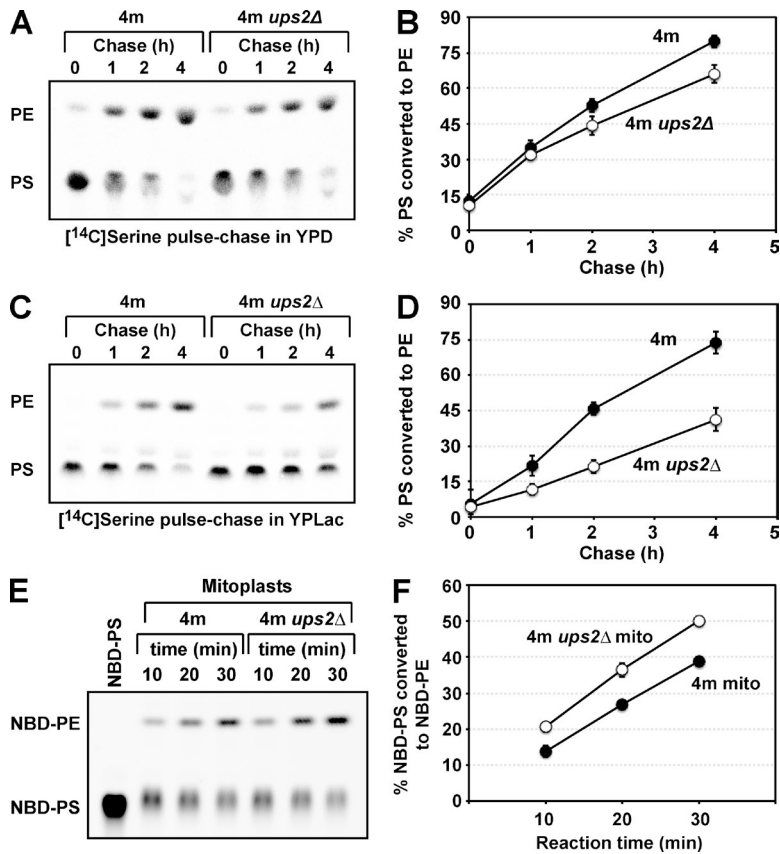 A
4m
4m ups2Δ
Chase (h)
Chase (h)
0 1 2 4 0 1 2 4
PE
PS
[14C]Serine pulse-chase in YPD
B
% PS converted to PE
90
75
60
45
30
15
0
4m
4m ups2Δ
0 1 2 3 4 5
Chase (h)
C
4m
4m ups2Δ
Chase (h)
Chase (h)
0 1 2 4 0 1 2 4
PE
PS
[14C]Serine pulse-chase in YPLac
D
% PS converted to PE
90
75
60
45
30
15
0
4m
4m ups2Δ
0 1 2 3 4 5
Chase (h)
E
Mitoplasts
NBD-PS
4m
4m ups2Δ
time (min)
time (min)
10 20 30 10 20 30
NBD-PE
NBD-PS
F
% NBD-PS converted
to NBD-PE
60
50
40
30
20
10
0
4m ups2Δ mito
4m mito
10 20 30
Reaction time (min)